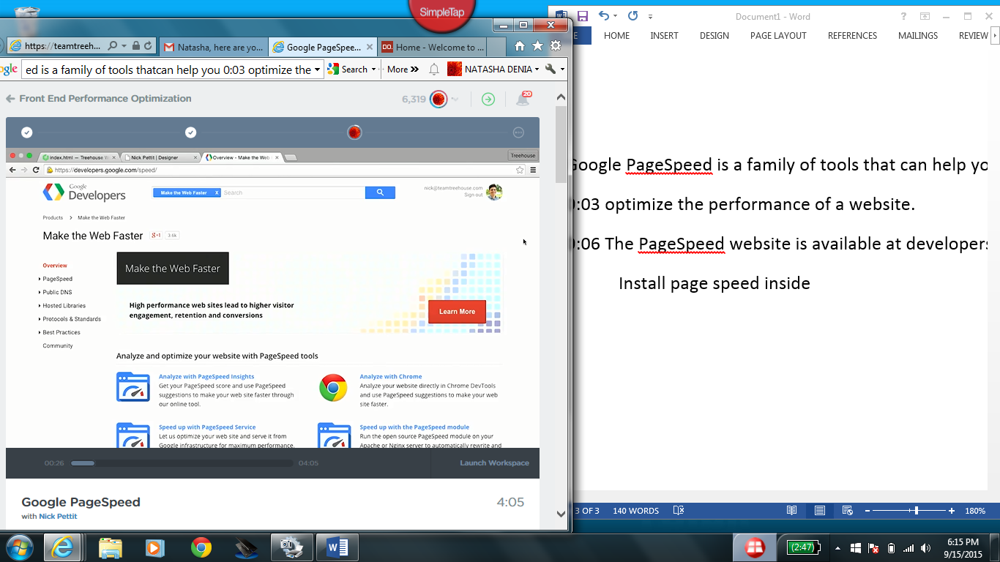 SimpleTap
Document1 - Word
https://teamtreeh...
Natasha, here are yo...
Google PageSpee...
Home - Welcome to ...
HOME INSERT DESIGN PAGE LAYOUT REFERENCES MAILINGS REVIEW
ed is a family of tools thatcan help you 0:03 optimize the
Search
More
NATASHA DENIA
Front End Performance Optimization
6,319
20
index.html — Treehouse W
Nick Pettit | Designer
Overview - Make the Web
Treehouse
https://developers.google.com/speed/
Google
Developers
Make the Web Faster X
Search
nick@teamtreehouse.com
Sign out
Products > Make the Web Faster
Make the Web Faster
g+1 3.6k
Overview
PageSpeed
Public DNS
Hosted Libraries
Protocols & Standards
Best Practices
Community
Make the Web Faster
High performance web sites lead to higher visitor
engagement, retention and conversions
Learn More
Analyze and optimize your website with PageSpeed tools
Analyze with PageSpeed Insights
Get your PageSpeed score and use PageSpeed
suggestions to make your web site faster through
our online tool.
Analyze with Chrome
Analyze your website directly in Chrome DevTools
and use PageSpeed suggestions to make your web
site faster.
Speed up with PageSpeed Service
Let us optimize your web site and serve it from
Google infrastructure for maximum performance.
Speed up with the PageSpeed module
Run the open source PageSpeed module on your
Apache or Nginx server to automatically rewrite and
00:26
04:05
Launch Workspace
Google PageSpeed
4:05
with Nick Pettit
Google PageSpeed is a family of tools that can help yo
0:03 optimize the performance of a website.
0:06 The PageSpeed website is available at developers
Install page speed inside
3 OF 3 140 WORDS
180%
(2:47)
6:15 PM
9/15/2015